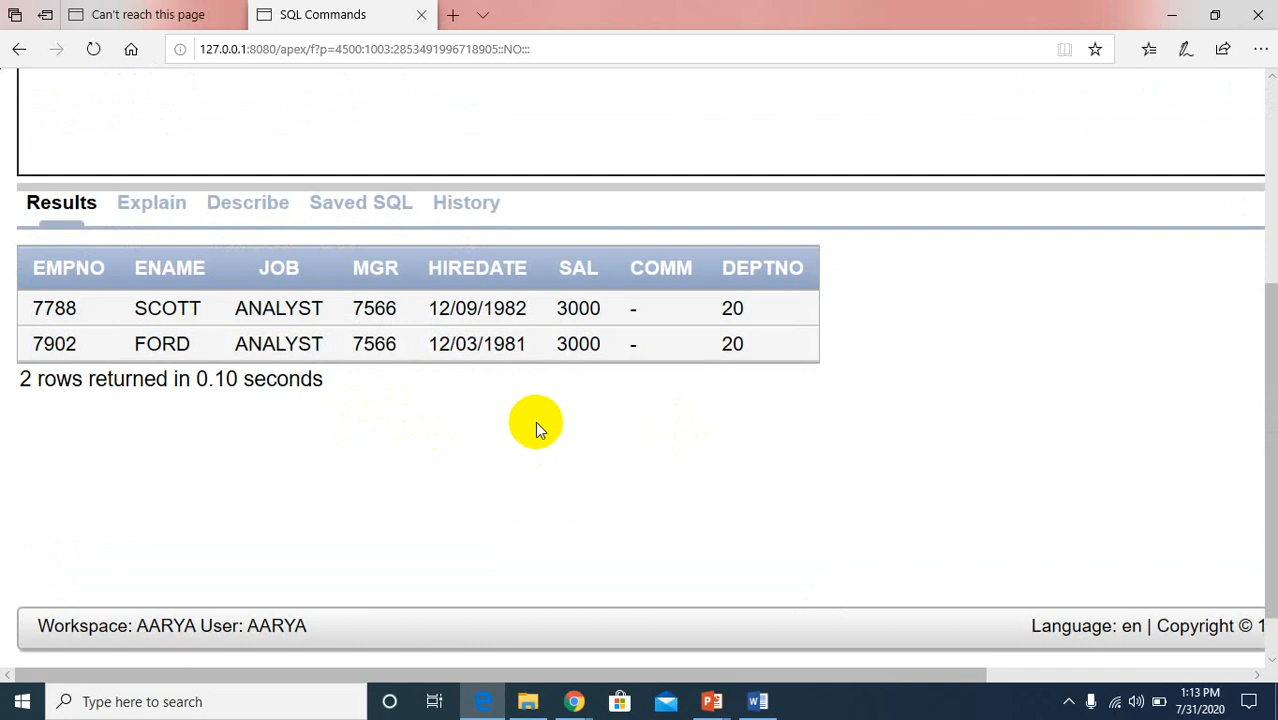 Can't reach this page
SQL Commands
127.0.0.1:8080/apex/f?p=4500:1003:2853491996718905::NO:::
Results Explain Describe Saved SQL History
EMPNO ENAME JOB MGR HIREDATE SAL COMM DEPTNO
7788 SCOTT ANALYST 7566 12/09/1982 3000 - 20
7902 FORD ANALYST 7566 12/03/1981 3000 - 20
2 rows returned in 0.10 seconds
Workspace: AARYA User: AARYA
Language: en | Copyright © 1
Type here to search
1:13 PM
7/31/2020